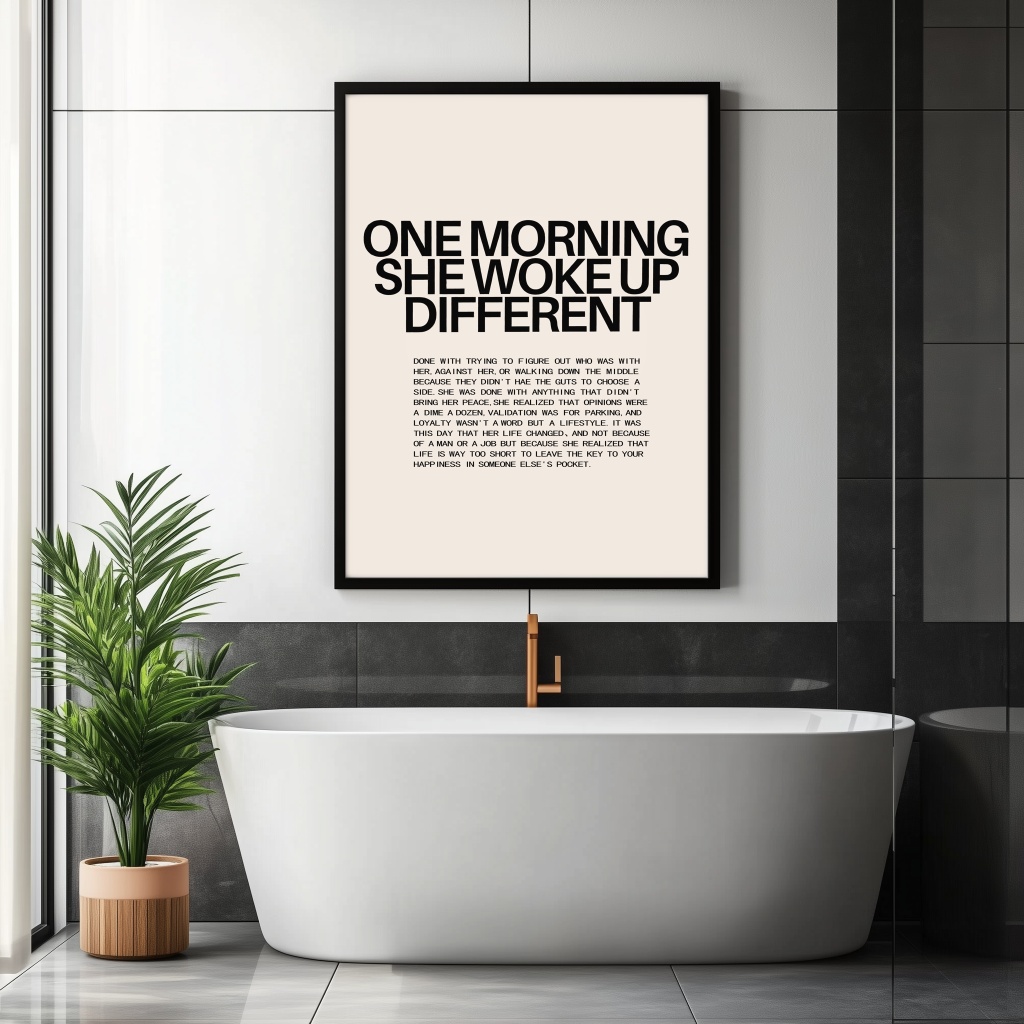 ONE MORNING
SHE WOKE UP
DIFFERENT
DONE WITH TRYING TO FIGURE OUT WHO WAS WITH
HER, AGAINST HER, OR WALKING DOWN THE MIDDLE
BECAUSE THEY DIDN'T HAE THE GUTS TO CHOOSE A
SIDE. SHE WAS DONE WITH ANYTHING THAT DIDN'T
BRING HER PEACE, SHE REALIZED THAT OPINIONS WERE
A DIME A DOZEN, VALIDATION WAS FOR PARKING, AND
LOYALTY WASN'T A WORD BUT A LIFESTYLE. IT WAS
THIS DAY THAT HER LIFE CHANGED, AND NOT BECAUSE
OF A MAN OR A JOB BUT BECAUSE SHE REALIZED THAT
LIFE IS WAY TOO SHORT TO LEAVE THE KEY TO YOUR
HAPPINESS IN SOMEONE ELSE'S POCKET.